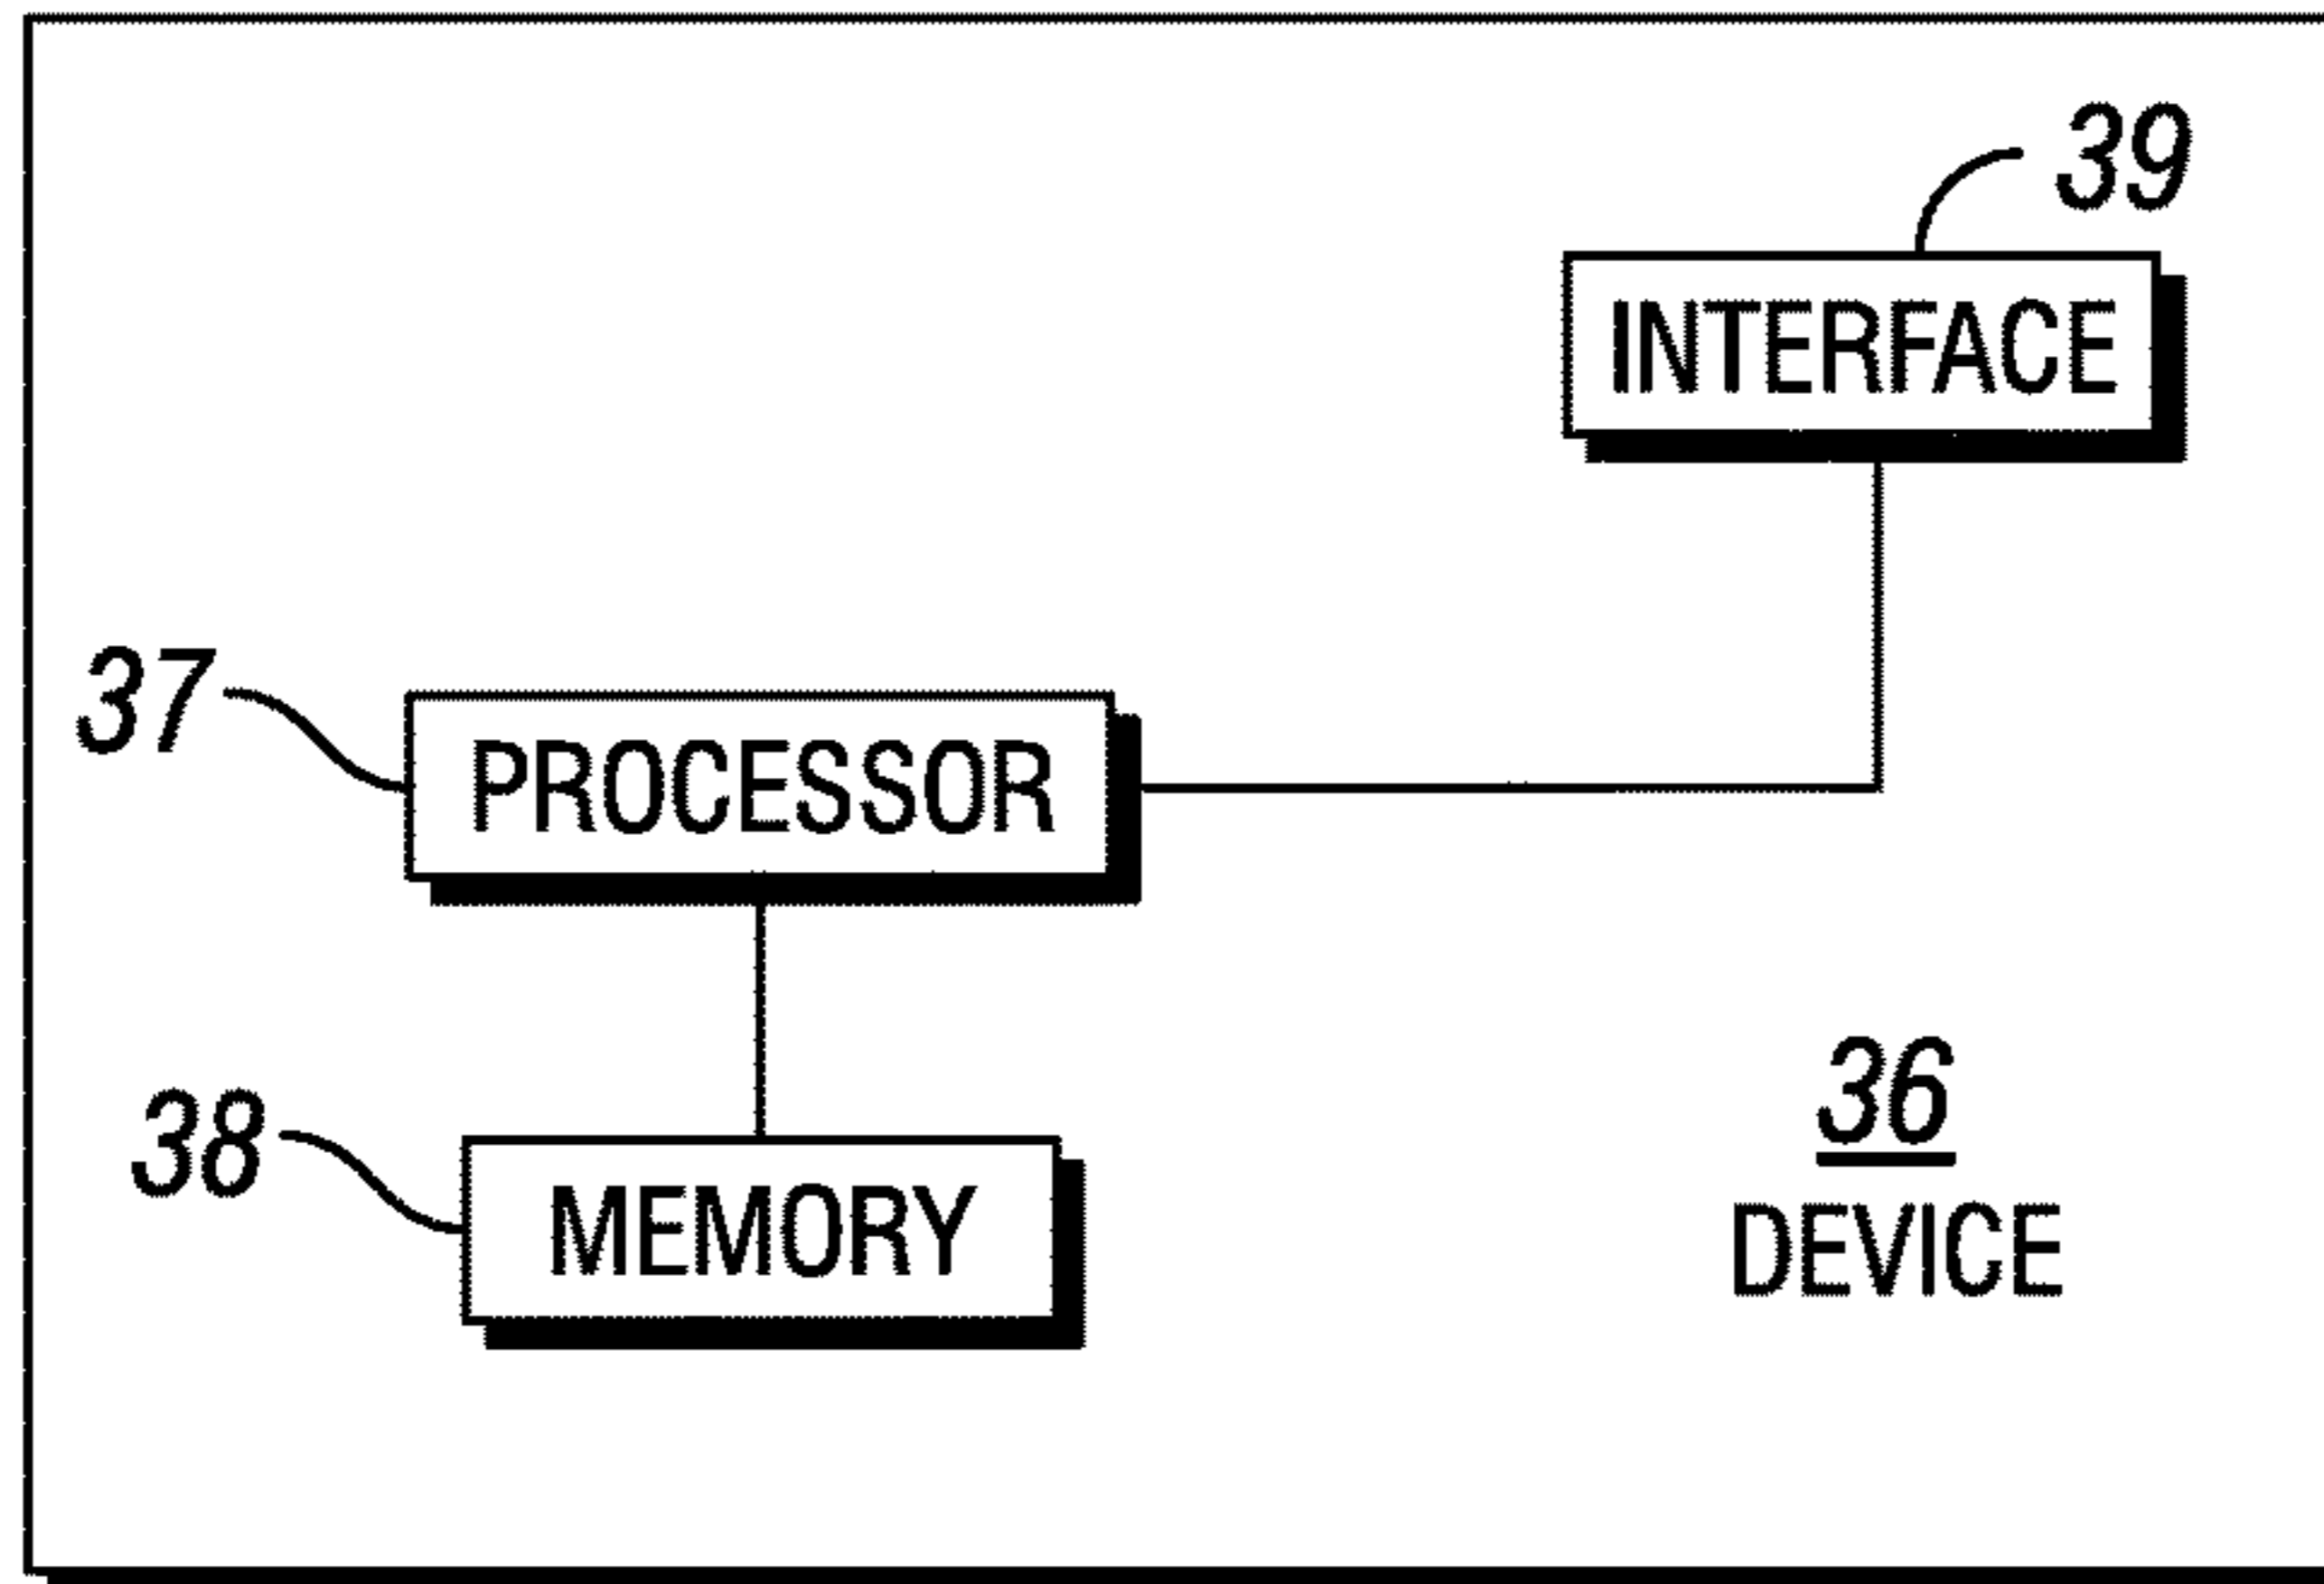 39
INTERFACE
37
PROCESSOR
38
MEMORY
36
DEVICE